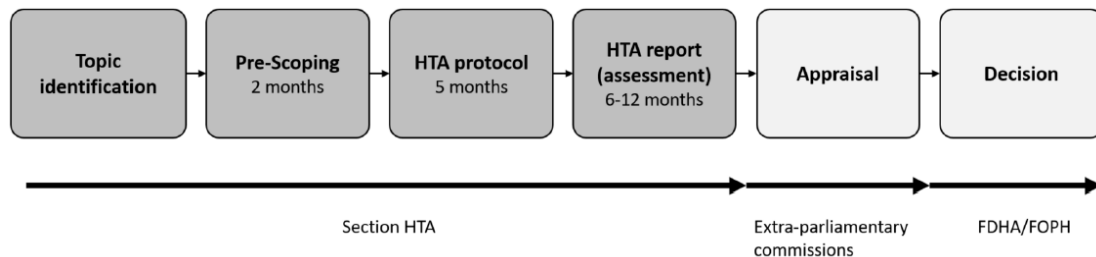 Topic
identification
Pre-Scoping
2 months
HTA protocol
5 months
HTA report
(assessment)
6-12 months
Appraisal
Decision
Section HTA
Extra-parliamentary
commissions
FDHA/FOPH